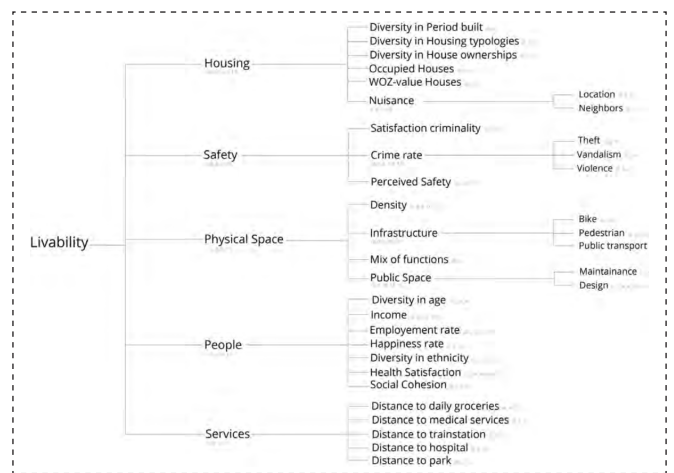 Livability
Housing
Diversity in Period built
Diversity in Housing typologies
Diversity in House ownerships
Occupied Houses
WOZ-value Houses
Nuisance
Location
Neighbors
Safety
Satisfaction criminality
Crime rate
Theft
Vandalism
Violence
Perceived Safety
Physical Space
Density
Infrastructure
Bike
Pedestrian
Public transport
Mix of functions
Public Space
Maintainance
Design
People
Diversity in age
Income
Employement rate
Happiness rate
Diversity in ethnicity
Health Satisfaction
Social Cohesion
Services
Distance to daily groceries
Distance to medical services
Distance to trainstation
Distance to hospital
Distance to park